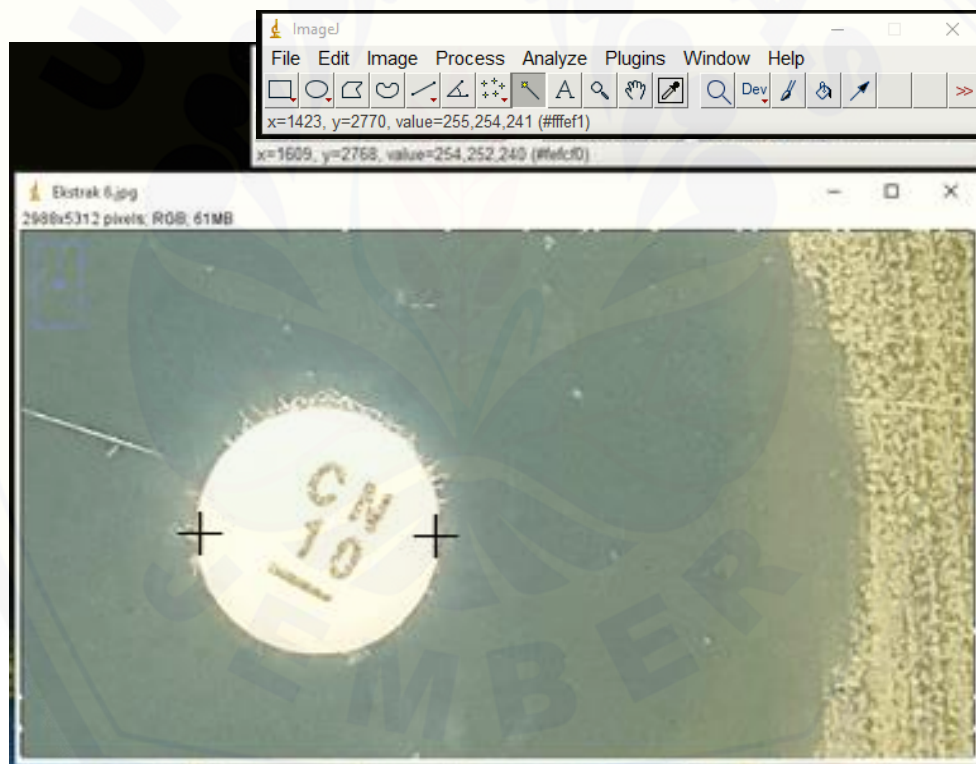 ImageJ
File Edit Image Process Analyze Plugins Window Help
A Dev >>
x=1423, y=2770, value=255,254,241 (#fffef1)
x=1609, y=2768, value=254,252,240 (#fefcf0)
Ekstrak 6.jpg
2988x5312 pixels; RGB; 61MB
CN
10
EMBER